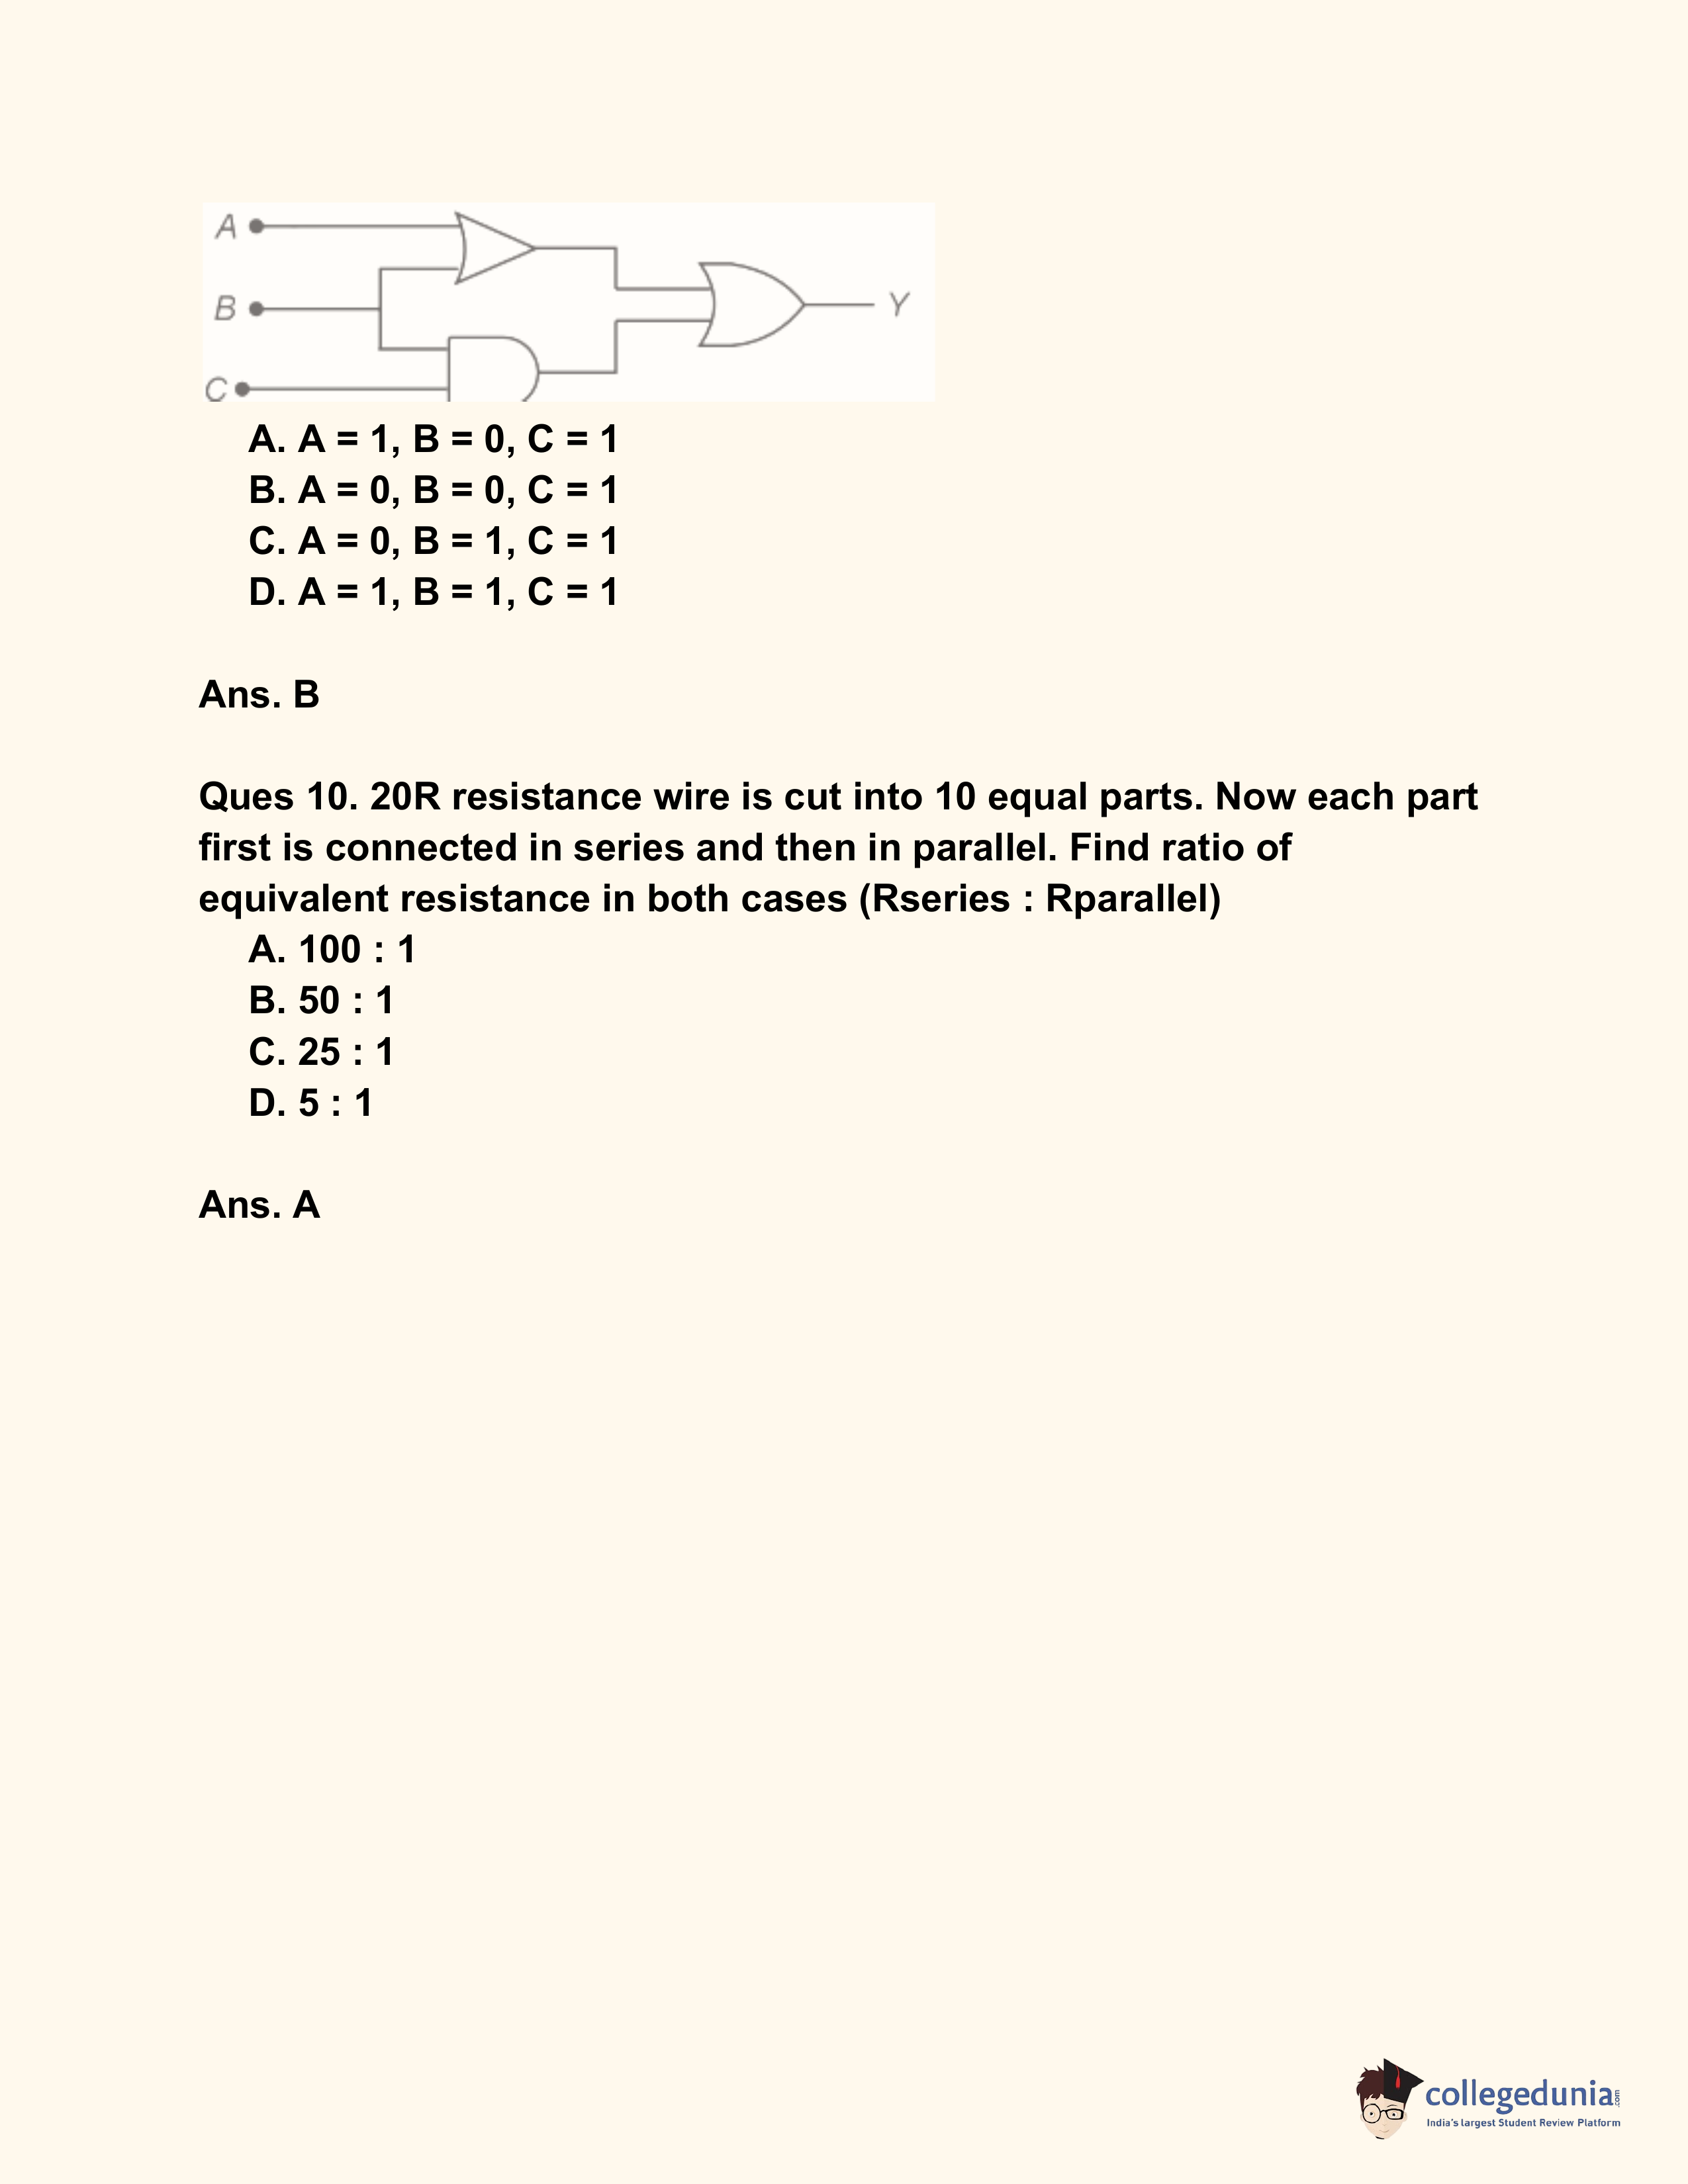 A
B
Y
C
A. A = 1, B = 0, C = 1
B. A = 0, B = 0, C = 1
C. A = 0, B = 1, C = 1
D. A = 1, B = 1, C = 1
Ans. B
Ques 10. 20R resistance wire is cut into 10 equal parts. Now each part
first is connected in series and then in parallel. Find ratio of
equivalent resistance in both cases (Rseries : Rparallel)
A. 100 : 1
B. 50 : 1
C. 25 : 1
D. 5 : 1
Ans. A
collegedunia.com
India's largest Student Review Platform